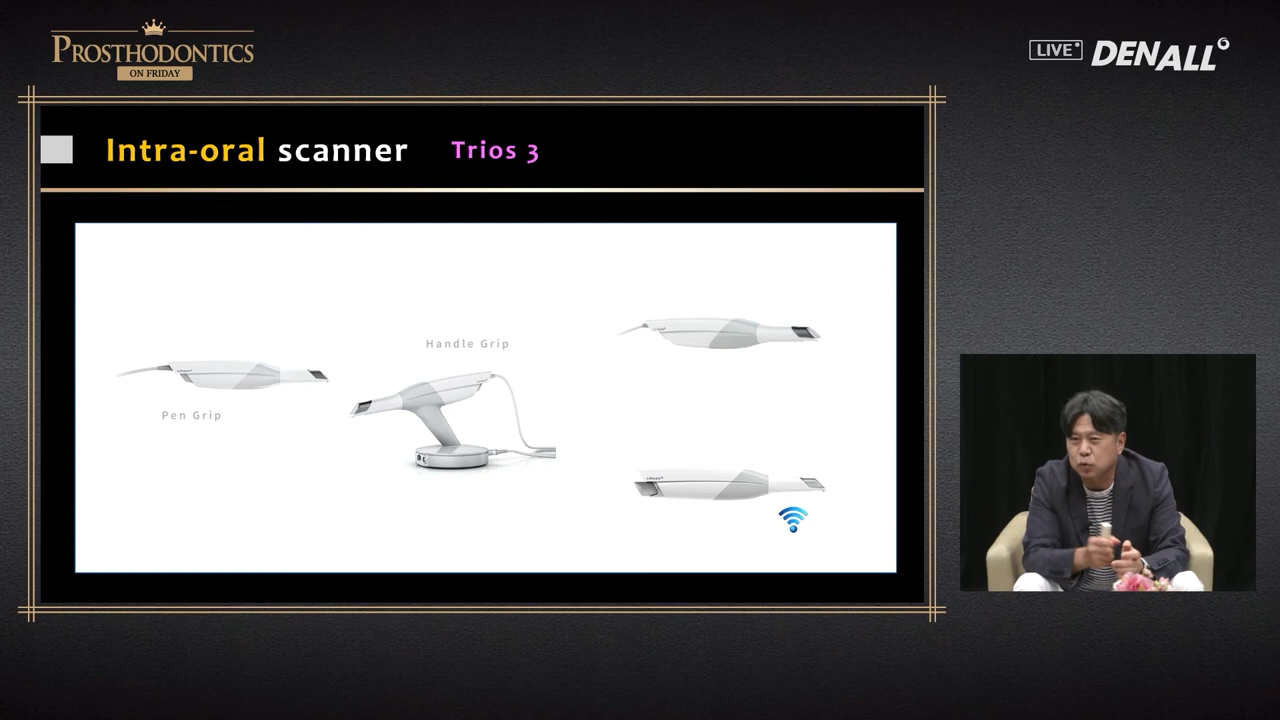 PROSTHODONTICS
ON FRIDAY
LIVE
DENALL
Intra-oral scanner Trios 3
Handle Grip
Pen Grip